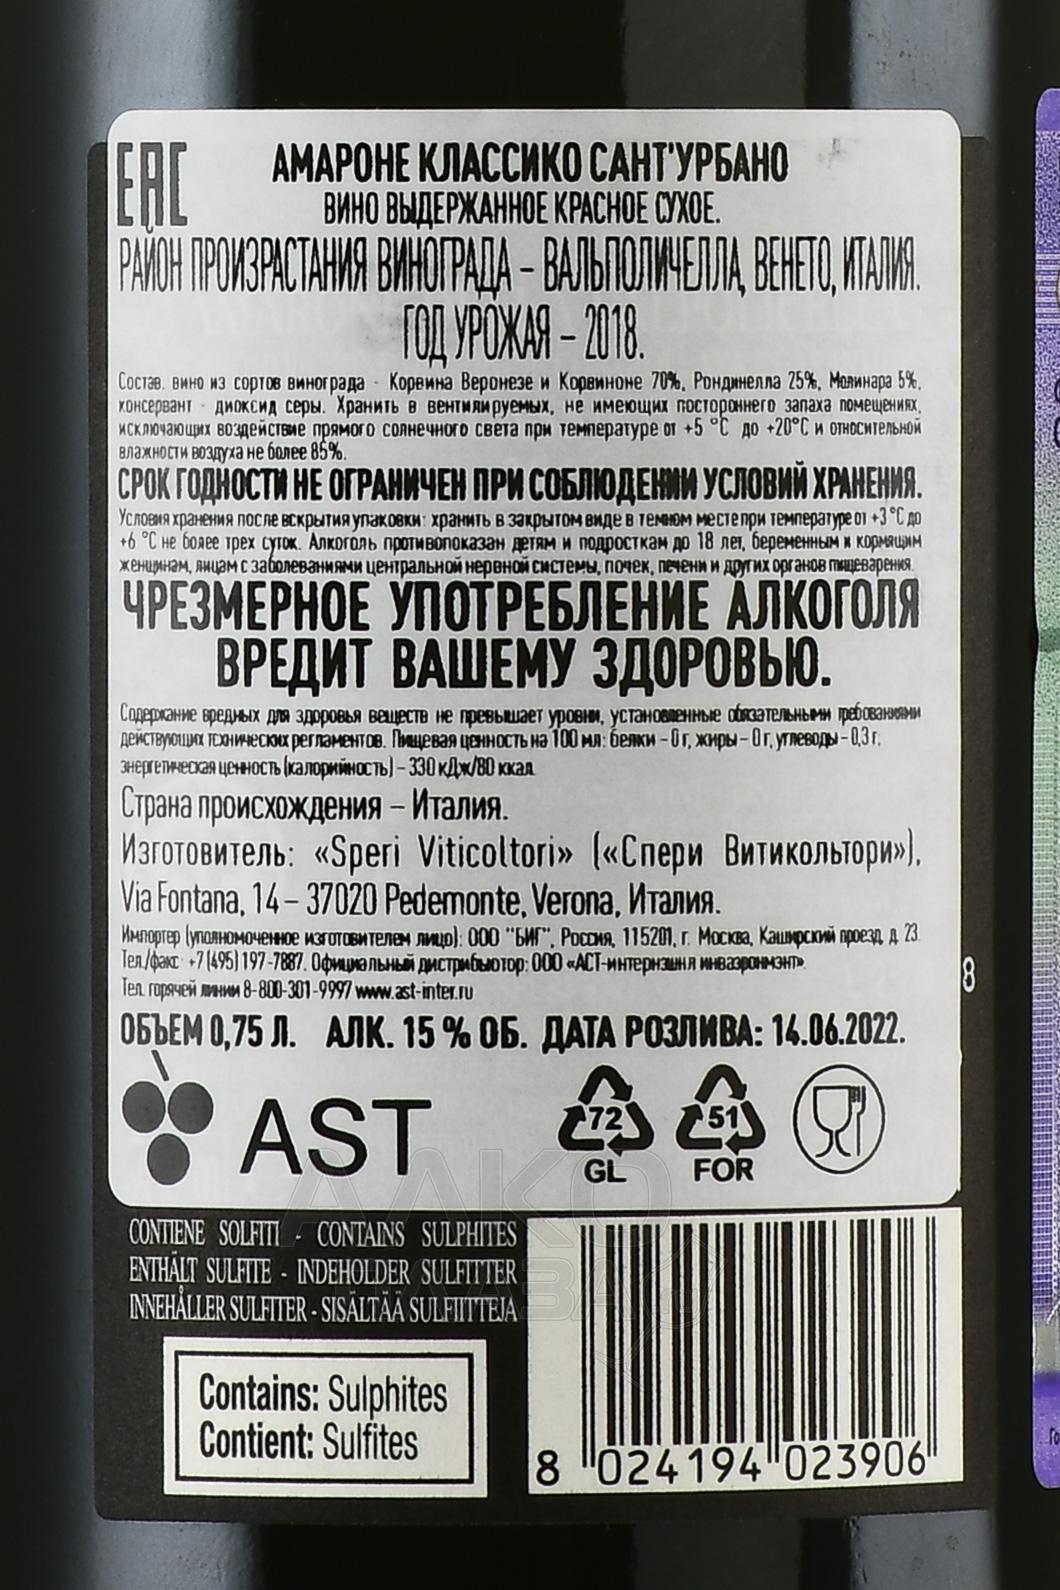 ЕАС
АМАРОНЕ КЛАССИКО САНТ'УРБАНО
ВИНО ВЫДЕРЖАННОЕ КРАСНОЕ СУХОЕ.
РАЙОН ПРОИЗРАСТАНИЯ ВИНОГРАДА – ВАЛЬПОЛИЧЕЛЛА, ВЕНЕТО, ИТАЛИЯ.
ГОД УРОЖАЯ – 2018.
Состав: вино из сортов винограда - Корвина Веронезе и Корвиноне 70%, Рондинелла 25%, Молинара 5%,
консервант - диоксид серы. Хранить в вентилируемых, не имеющих постороннего запаха помещениях,
исключающих воздействие прямого солнечного света при температуре от +5 °C до +20°C и относительной
влажности воздуха не более 85%.
СРОК ГОДНОСТИ НЕ ОГРАНИЧЕН ПРИ СОБЛЮДЕНИИ УСЛОВИЙ ХРАНЕНИЯ.
Условия хранения после вскрытия упаковки: хранить в закрытом виде в темном месте при температуре от +3 °C до
+6 °C не более трех суток. Алкоголь противопоказан детям и подросткам до 18 лет, беременным и кормящим
женщинам, лицам с заболеваниями центральной нервной системы, почек, печени и других органов пищеварения.
ЧРЕЗМЕРНОЕ УПОТРЕБЛЕНИЕ АЛКОГОЛЯ
ВРЕДИТ ВАШЕМУ ЗДОРОВЬЮ.
Содержание вредных для здоровья веществ не превышает уровни, установленные обязательными требованиями
действующих технических регламентов. Пищевая ценность на 100 мл: белки – 0 г, жиры – 0 г, углеводы – 0,3 г;
энергетическая ценность (калорийность) – 330 кДж/80 ккал.
Страна происхождения – Италия.
Изготовитель: «Speri Viticoltori» («Спери Витикольтори»),
Via Fontana, 14 – 37020 Pedemonte, Verona, Италия.
Импортер (уполномоченное изготовителем лицо): ООО "БИГ", Россия, 115201, г. Москва, Каширский проезд, д. 23.
Тел./факс: +7 (495) 197-7887. Официальный дистрибьютор: ООО «АСТ-интернэшнл инваэронмэнт».
Тел. горячей линии 8-800-301-9997 www.ast-inter.ru
ОБЪЕМ 0,75 Л. АЛК. 15 % ОБ. ДАТА РОЗЛИВА: 14.06.2022.
AST
72
GL
51
FOR
8
CONTIENE SOLFITI - CONTAINS SULPHITES
ENTHÄLT SULFITE - INDEHOLDER SULFITTER
INNEHÅLLER SULFITER - SISÄLTÄÄ SULFIITTEJA
Contains: Sulphites
Contient: Sulfites
8 024194 023906
АЛКО
ПЛАЗА